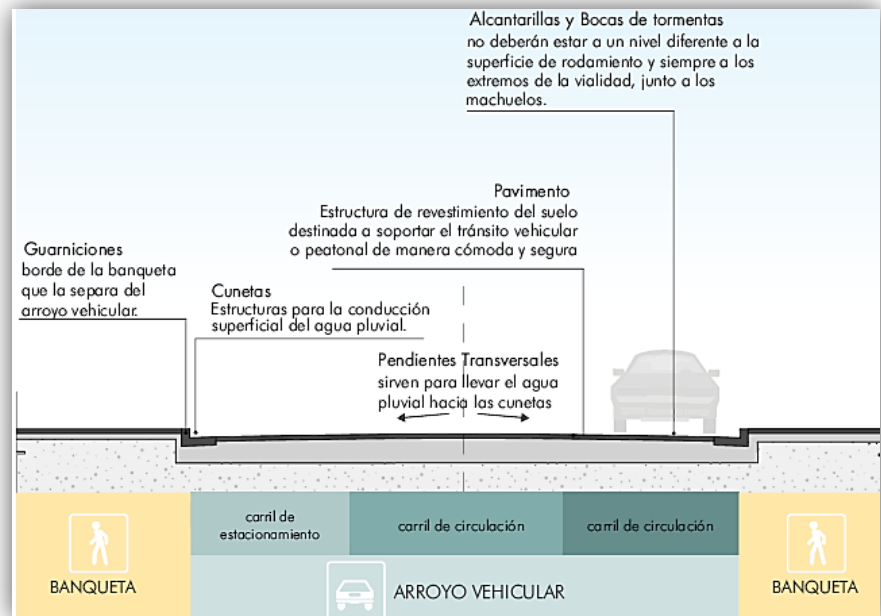 Alcantarillas y Bocas de tormentas
no deberán estar a un nivel diferente a la
superficie de rodamiento y siempre a los
extremos de la vialidad, junto a los
machuelos.
Pavimento
Estructura de revestimiento del suelo
destinada a soportar el tránsito vehicular
o peatonal de manera cómoda y segura
Guarniciones
borde de la banqueta
que la separa del
arroyo vehicular.
Cunetas
Estructuras para la conducción
superficial del agua pluvial.
Pendientes Transversales
sirven para llevar el agua
pluvial hacia las cunetas
carril de
estacionamiento
carril de circulación
carril de circulación
BANQUETA
ARROYO VEHICULAR
BANQUETA